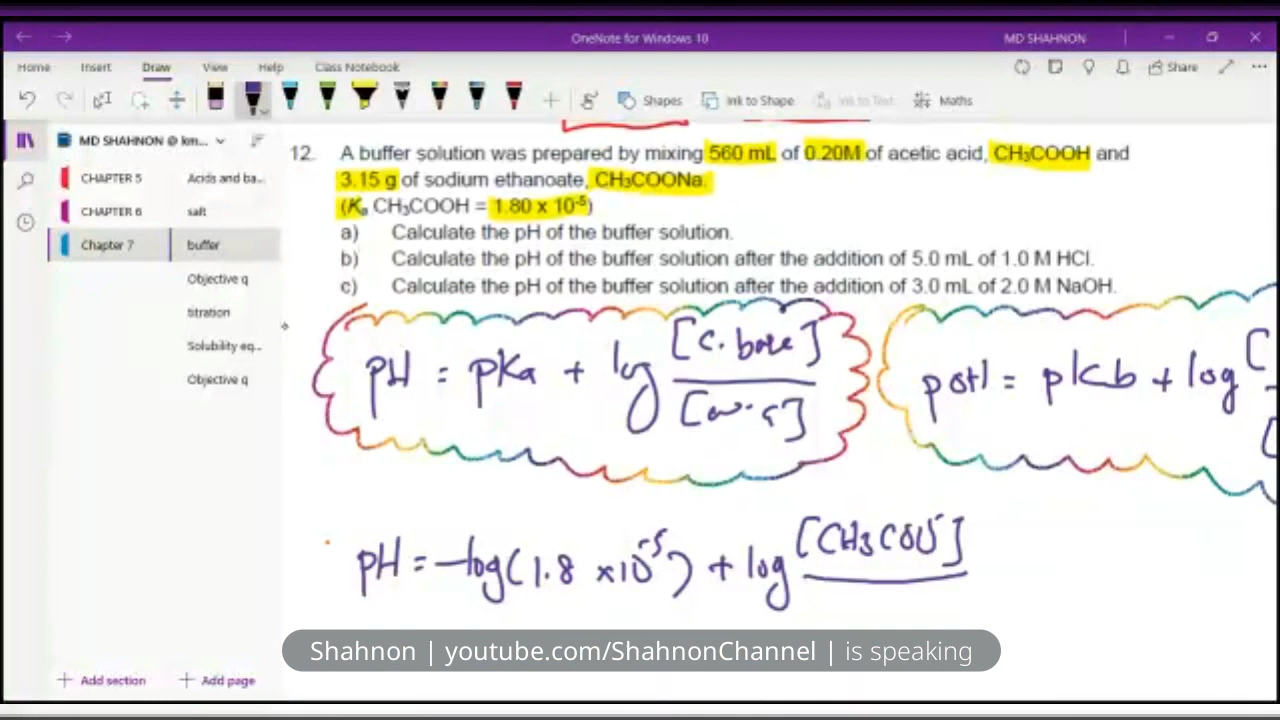 OneNote for Windows 10
MD SHAHNON
Home Insert Draw View Help Class Notebook
Share
Shapes Ink to Shape Ink to Text Maths
MD SHAHNON @ km...
CHAPTER 5 Acids and ba...
CHAPTER 6 salt
Chapter 7 buffer
Objective q
titration
Solubility eq...
Objective q
Add section Add page
12. A buffer solution was prepared by mixing 560 mL of 0.20M of acetic acid, CH₃COOH and
3.15 g of sodium ethanoate, CH₃COONa.
(Kₐ CH₃COOH = 1.80 x 10⁻⁵)
a) Calculate the pH of the buffer solution.
b) Calculate the pH of the buffer solution after the addition of 5.0 mL of 1.0 M HCl.
c) Calculate the pH of the buffer solution after the addition of 3.0 mL of 2.0 M NaOH.
pH = pKa + log [c. base]
pOH = pKb + log [
[
pH = -log(1.8 x10⁻⁵) + log [CH3COO⁻]
Shahnon | youtube.com/ShahnonChannel | is speaking